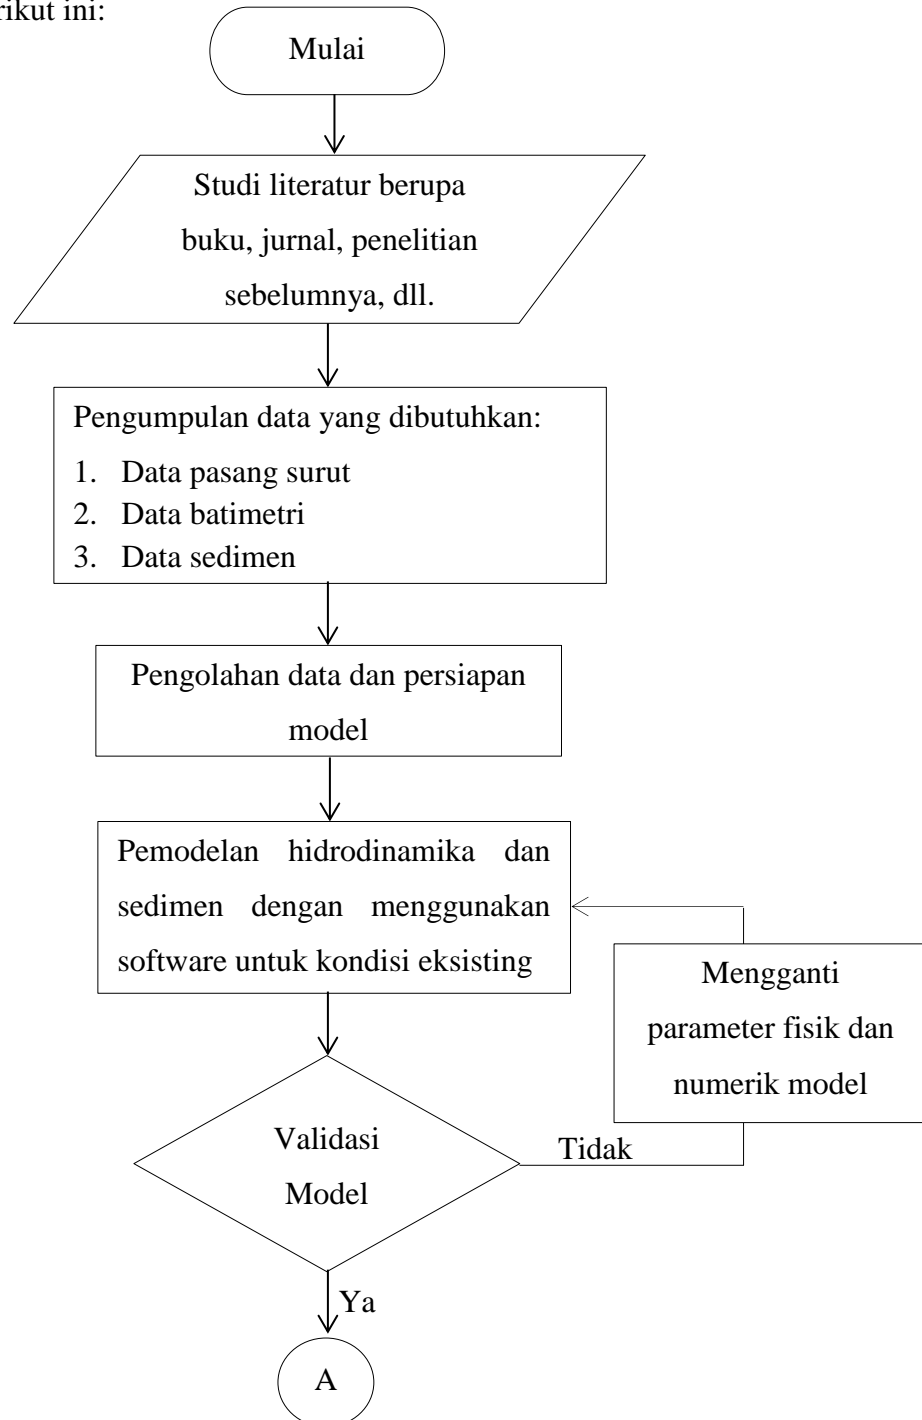 rikut ini:
Mulai
Studi literatur berupa
buku, jurnal, penelitian
sebelumnya, dll.
Pengumpulan data yang dibutuhkan:
1. Data pasang surut
2. Data batimetri
3. Data sedimen
Pengolahan data dan persiapan
model
Pemodelan hidrodinamika dan
sedimen dengan menggunakan
software untuk kondisi eksisting
Mengganti
parameter fisik dan
numerik model
Validasi
Model
Tidak
Ya
A